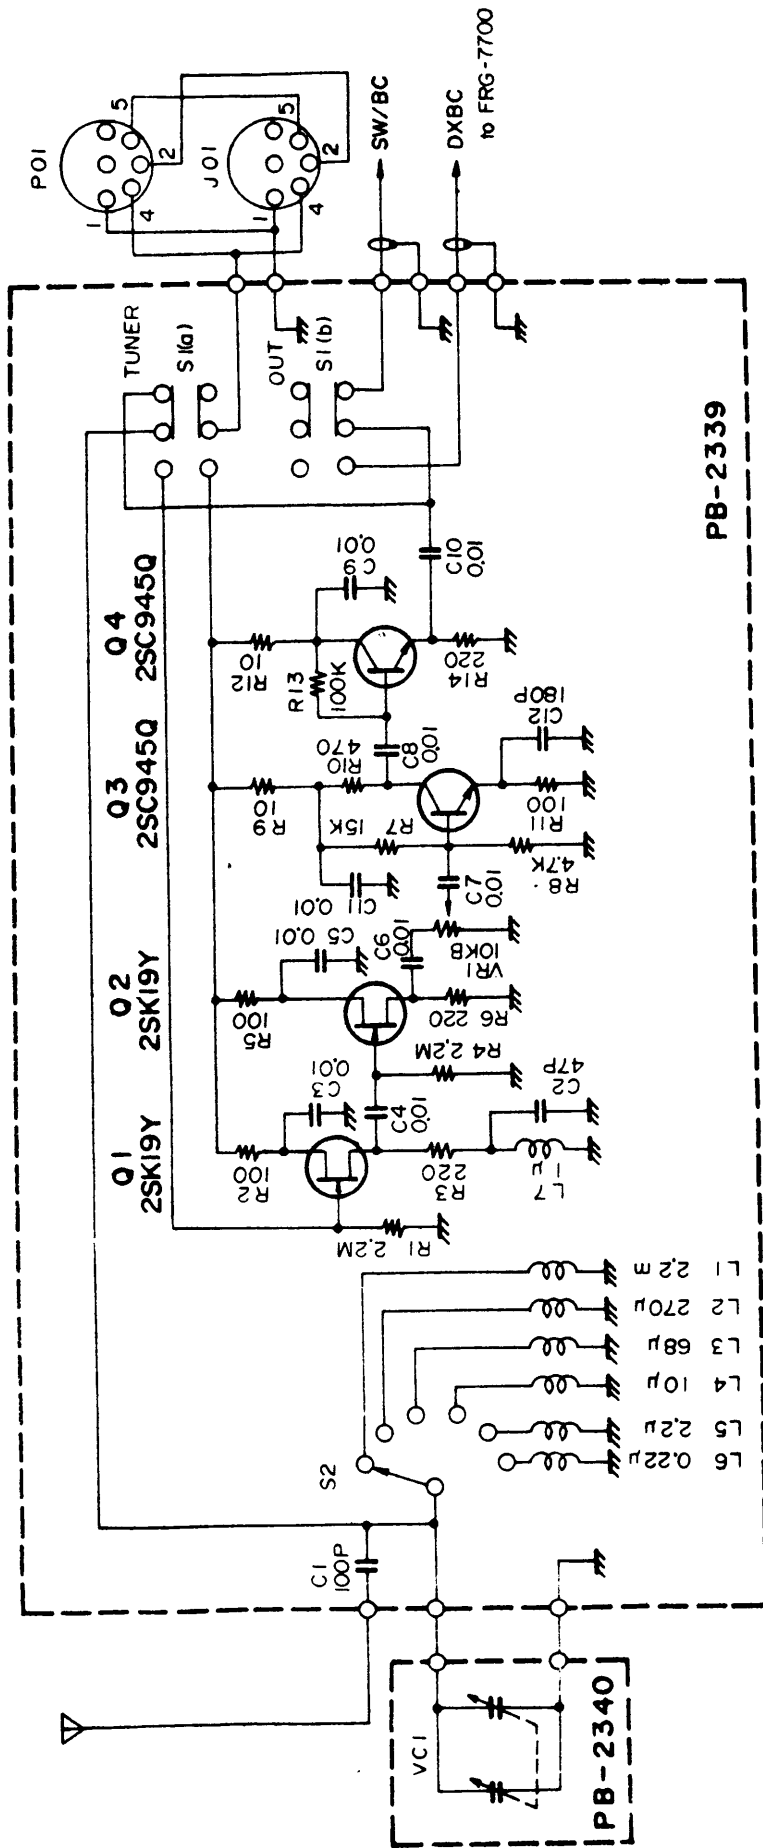 PB-2340
VC1
C1
100P
S2
L6 0.22μ
L5 2.2μ
L4 10μ
L3 68μ
L2 270μ
L1 2.2m
Q1
2SK19Y
Q2
2SK19Y
Q3
2SC945Q
Q4
2SC945Q
R1 2.2M
R2
100
C3
0.01
C4
0.01
R3
220
L7
1μ
C2
47P
R4 2.2M
R5
100
C5
0.01
R6
220
C6
0.01
VR1
10KB
C7
0.01
C11
0.01
R7
15K
R8
4.7K
R9
10
R10
470
C8
0.01
R11
100
C12
180P
R12
10
R13
100K
C9
0.01
R14
220
C10
0.01
TUNER
S1(a)
OUT
S1(b)
PB-2339
P01
1
4
2
5
J01
1
4
2
5
SW/BC
DXBC
to FRG-7700